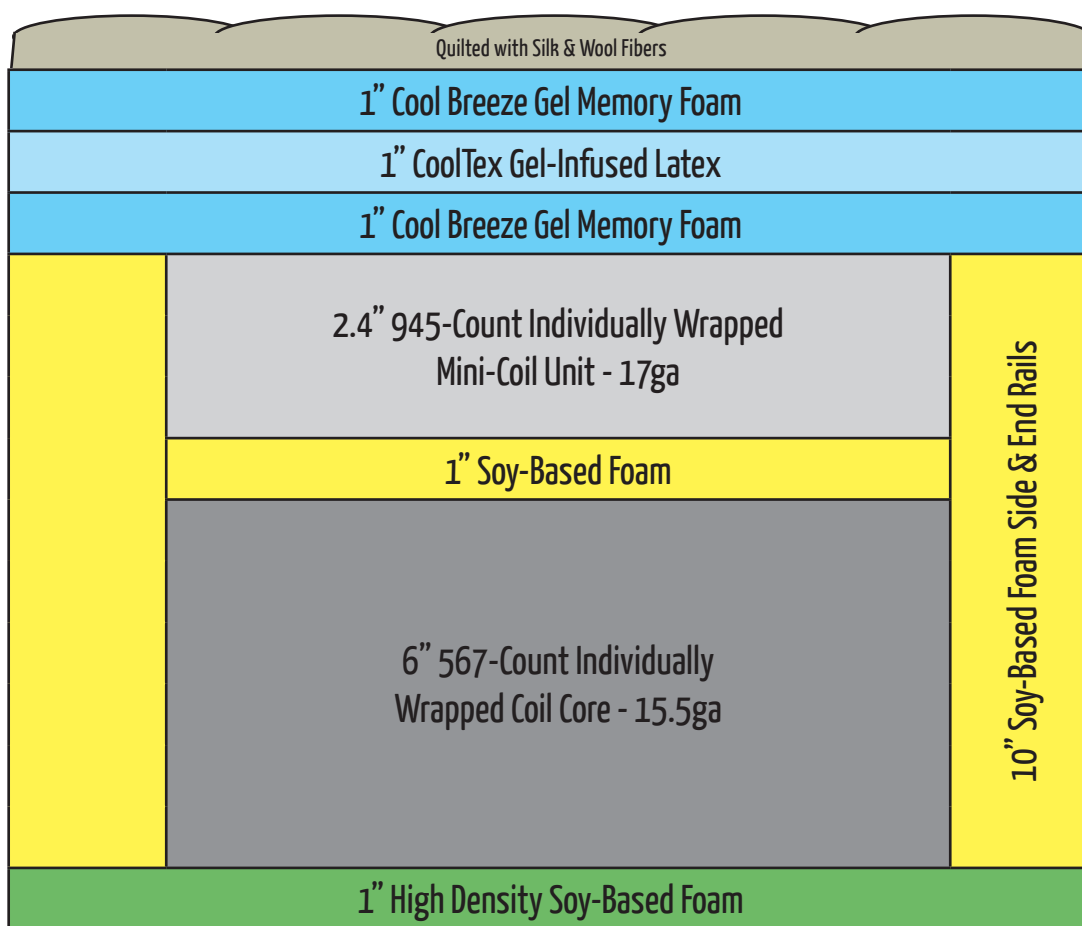 Quilted with Silk & Wool Fibers
1” Cool Breeze Gel Memory Foam
1” CoolTex Gel-Infused Latex
1” Cool Breeze Gel Memory Foam
2.4” 945-Count Individually Wrapped
Mini-Coil Unit - 17ga
1” Soy-Based Foam
6” 567-Count Individually
Wrapped Coil Core - 15.5ga
10” Soy-Based Foam Side & End Rails
1” High Density Soy-Based Foam